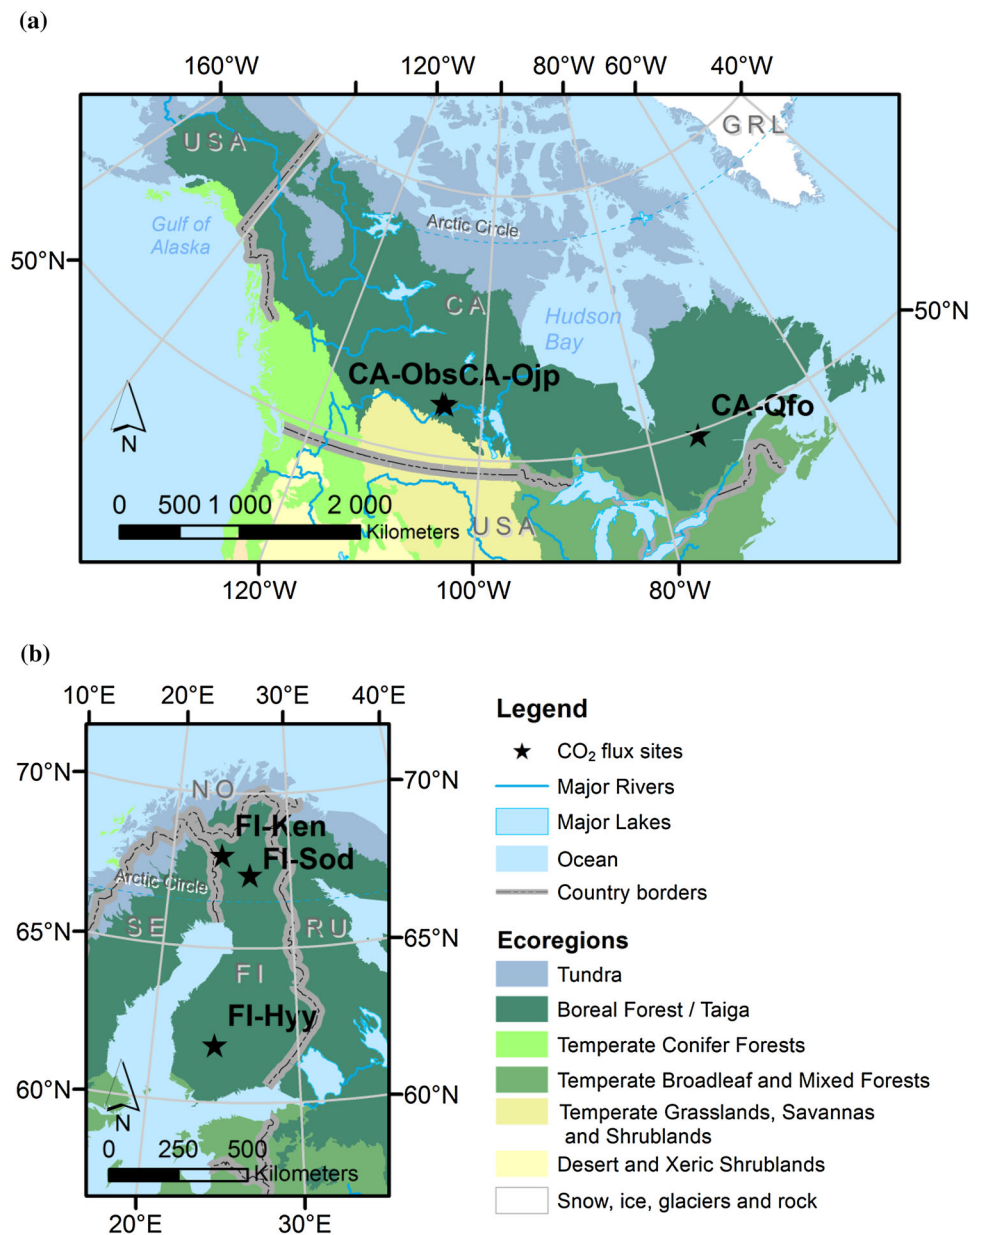 (a)
160°W 120°W 80°W 60°W 40°W
USA
GRL
Gulf of
Alaska
Arctic Circle
50°N
CA
Hudson
Bay
50°N
CA-ObsCA-Ojp
CA-Qfo
N
0 500 1 000 2 000
Kilometers
USA
120°W 100°W 80°W
(b)
10°E 20°E 30°E 40°E
70°N
NO
70°N
FI-Ken
FI-Sod
Arctic Circle
SE
RU
65°N
65°N
FI
FI-Hyy
60°N
60°N
N
0 250 500
Kilometers
20°E 30°E
Legend
CO₂ flux sites
Major Rivers
Major Lakes
Ocean
Country borders
Ecoregions
Tundra
Boreal Forest / Taiga
Temperate Conifer Forests
Temperate Broadleaf and Mixed Forests
Temperate Grasslands, Savannas
and Shrublands
Desert and Xeric Shrublands
Snow, ice, glaciers and rock